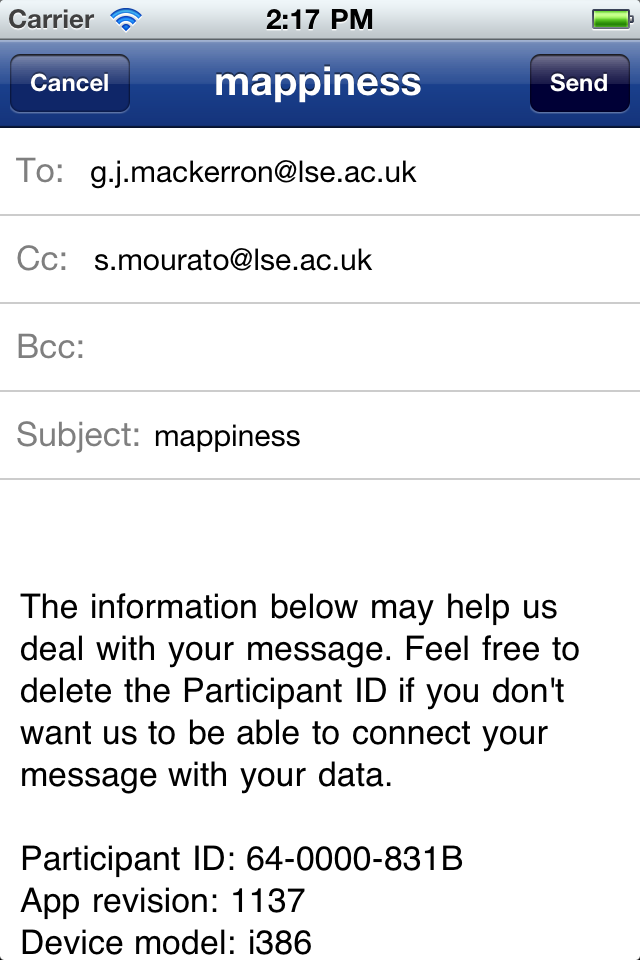 Carrier 2:17 PM
Cancel mappiness Send
To: g.j.mackerron@lse.ac.uk
Cc: s.mourato@lse.ac.uk
Bcc:
Subject: mappiness
The information below may help us
deal with your message. Feel free to
delete the Participant ID if you don't
want us to be able to connect your
message with your data.
Participant ID: 64-0000-831B
App revision: 1137
Device model: i386